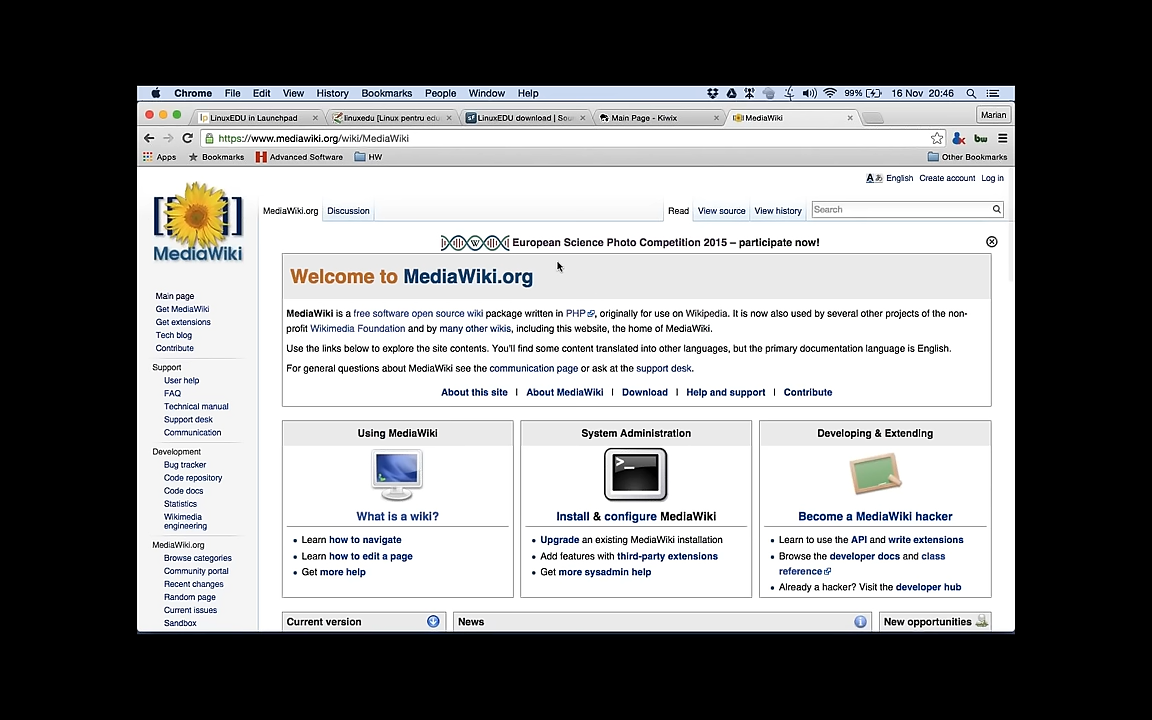 Chrome File Edit View History Bookmarks People Window Help 99% 16 Nov 20:46
LinuxEDU in Launchpad linuxedu [Linux pentru edu LinuxEDU download | Sou Main Page - Kiwix MediaWiki Marian
https://www.mediawiki.org/wiki/MediaWiki
Apps Bookmarks Advanced Software HW Other Bookmarks
English Create account Log in
MediaWiki
MediaWiki.org Discussion Read View source View history Search
European Science Photo Competition 2015 – participate now!
Welcome to MediaWiki.org
MediaWiki is a free software open source wiki package written in PHP, originally for use on Wikipedia. It is now also used by several other projects of the non-
profit Wikimedia Foundation and by many other wikis, including this website, the home of MediaWiki.
Use the links below to explore the site contents. You'll find some content translated into other languages, but the primary documentation language is English.
For general questions about MediaWiki see the communication page or ask at the support desk.
About this site | About MediaWiki | Download | Help and support | Contribute
Main page
Get MediaWiki
Get extensions
Tech blog
Contribute
Support
User help
FAQ
Technical manual
Support desk
Communication
Development
Bug tracker
Code repository
Code docs
Statistics
Wikimedia
engineering
MediaWiki.org
Browse categories
Community portal
Recent changes
Random page
Current issues
Sandbox
Using MediaWiki
What is a wiki?
Learn how to navigate
Learn how to edit a page
Get more help
System Administration
Install & configure MediaWiki
Upgrade an existing MediaWiki installation
Add features with third-party extensions
Get more sysadmin help
Developing & Extending
Become a MediaWiki hacker
Learn to use the API and write extensions
Browse the developer docs and class
reference
Already a hacker? Visit the developer hub
Current version
News
New opportunities